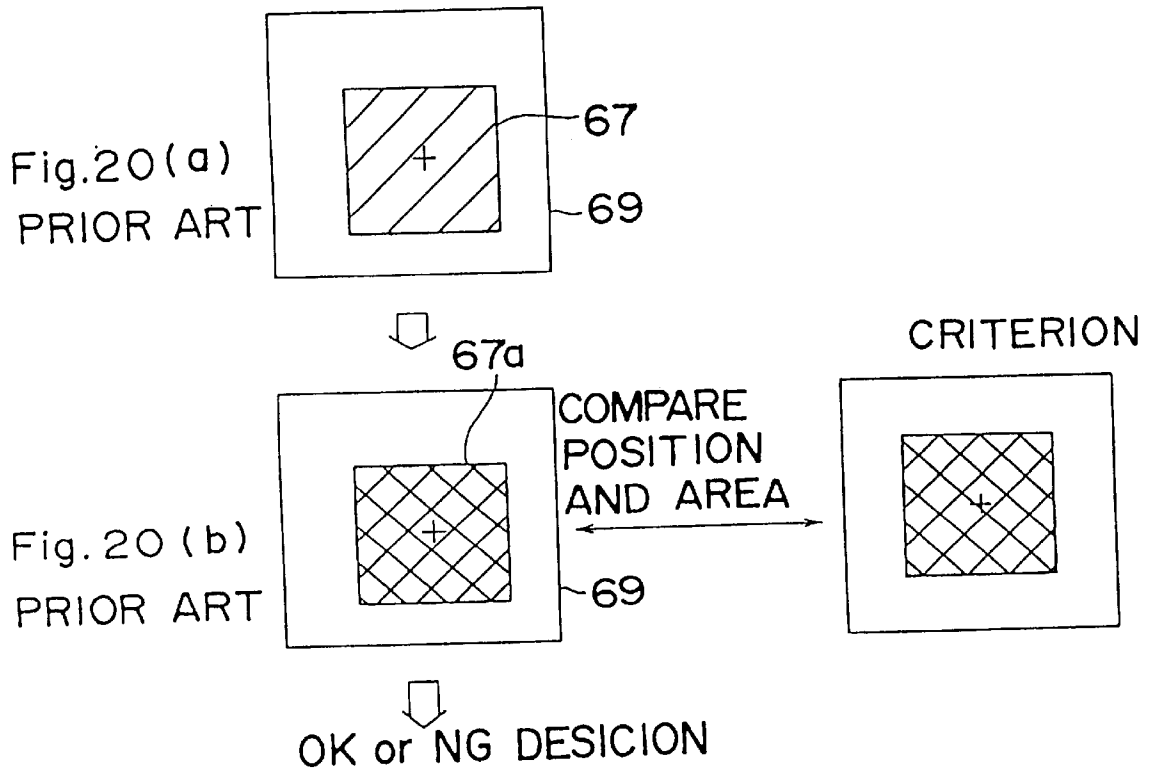 Fig.20(a)
PRIOR ART
67
69
67a
CRITERION
COMPARE
POSITION
AND AREA
Fig.20(b)
PRIOR ART
69
OK or NG DESICION